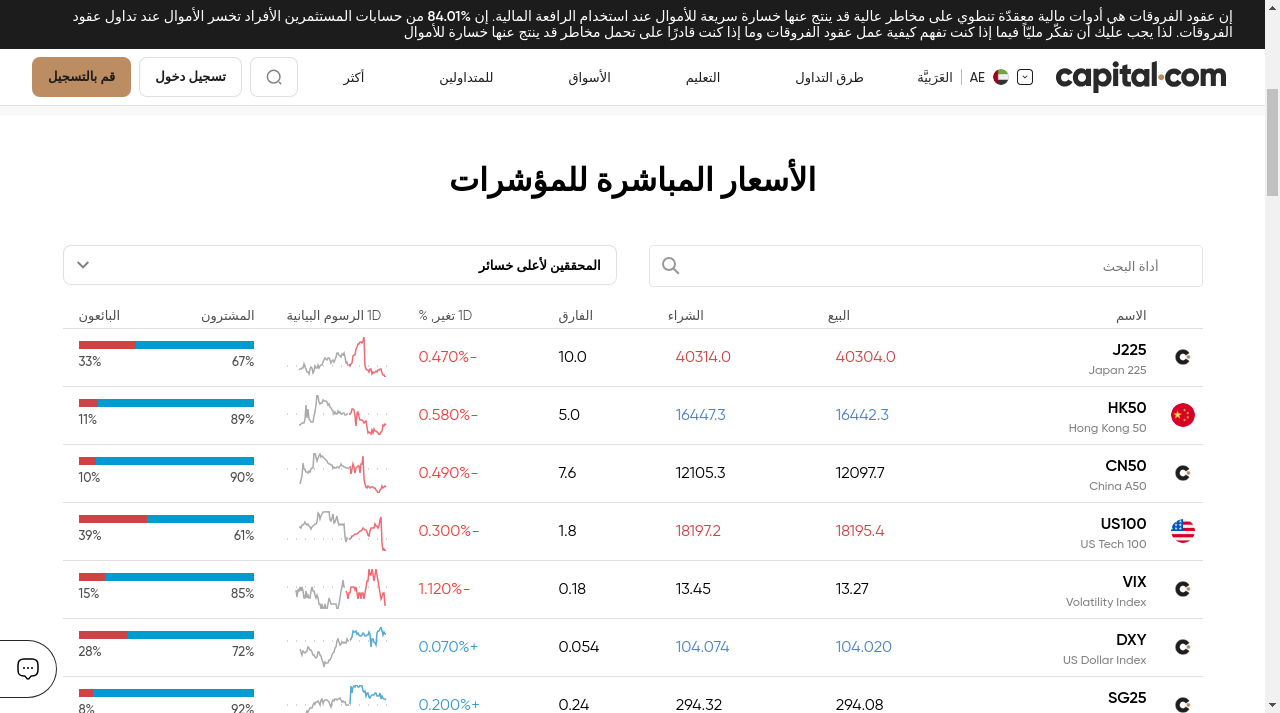 إن عقود الفروقات هي أدوات مالية معقدّة تنطوي على مخاطر عالية قد ينتج عنها خسارة سريعة للأموال عند استخدام الرافعة المالية. إن 84.01% من حسابات المستثمرين الأفراد تخسر الأموال عند تداول عقود
الفروقات. لذا يجب عليك أن تفكّر مليّاً فيما إذا كنت تفهم كيفية عمل عقود الفروقات وما إذا كنت قادرًا على تحمل مخاطر قد ينتج عنها خسارة للأموال
capital.com AE العَرَبيَّة طرق التداول التعليم الأسواق للمتداولين أكثر تسجيل دخول قم بالتسجيل
الأسعار المباشرة للمؤشرات
أداة البحث المحققين لأعلى خسائر
الاسم البيع الشراء الفارق 1D تغير, % 1D الرسوم البيانية المشترون البائعون
J225 40304.0 40314.0 10.0 0.470%-
Japan 225 67% 33%
HK50 16442.3 16447.3 5.0 0.580%-
Hong Kong 50 89% 11%
CN50 12097.7 12105.3 7.6 0.490%-
China A50 90% 10%
US100 18195.4 18197.2 1.8 0.300%-
US Tech 100 61% 39%
VIX 13.27 13.45 0.18 1.120%-
Volatility Index 85% 15%
DXY 104.020 104.074 0.054 0.070%+
US Dollar Index 72% 28%
SG25 294.08 294.32 0.24 0.200%+
92% 8%